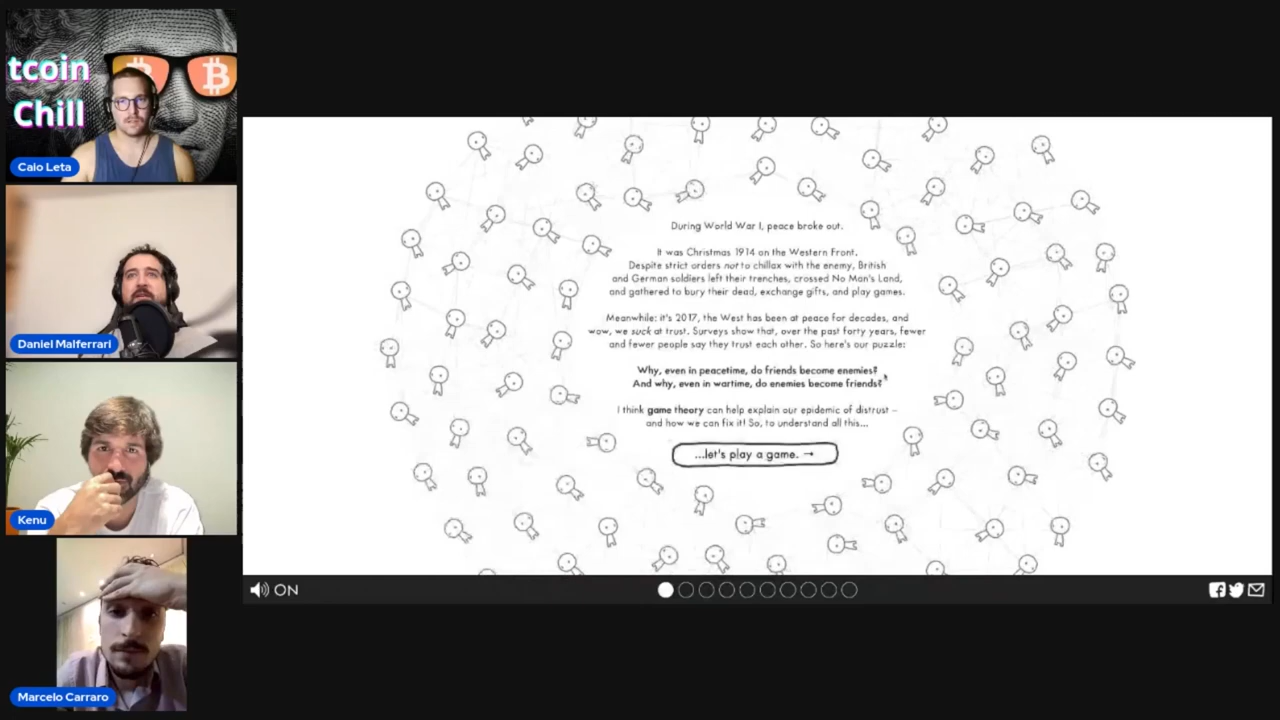 tcoin
Chill
Caio Leta
Daniel Malferrari
Kenu
Marcelo Carraro
During World War I, peace broke out.
It was Christmas 1914 on the Western Front.
Despite strict orders not to chillax with the enemy, British
and German soldiers left their trenches, crossed No Man's Land,
and gathered to bury their dead, exchange gifts, and play games.
Meanwhile: it's 2017, the West has been at peace for decades, and
wow, we suck at trust. Surveys show that, over the past forty years, fewer
and fewer people say they trust each other. So here's our puzzle:
Why, even in peacetime, do friends become enemies?
And why, even in wartime, do enemies become friends?
I think game theory can help explain our epidemic of distrust –
and how we can fix it! So, to understand all this...
...let's play a game. →
ON